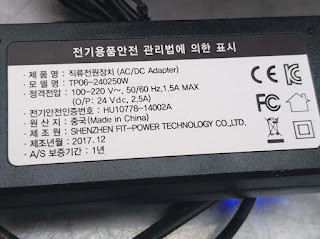 전기용품안전 관리법에 의한 표시
· 제 품 명 : 직류전원장치 (AC/DC Adapter)
· 모 델 명 : TP06-240250W
· 정격전압 : 100-220 V~, 50/60 Hz,1.5A MAX
(O/P: 24 Vdc, 2.5A)
· 전기안전인증번호 : HU10778-14002A
· 원 산 지 : 중국(Made in China)
· 제 조 원 : SHENZHEN FIT-POWER TECHNOLOGY CO.,LTD.
· 제조년월 : 2017. 12
· A/S 보증기간 : 1년
CE
FC